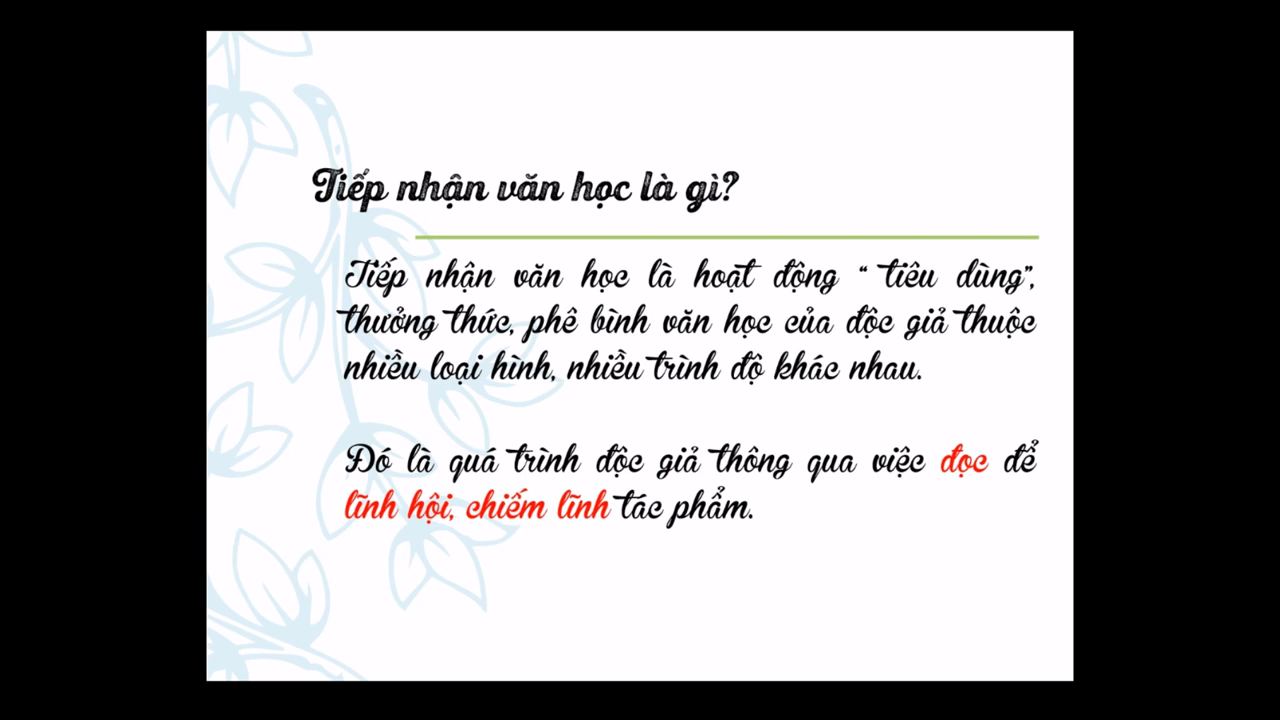 Tiếp nhận văn học là gì?
Tiếp nhận văn học là hoạt động “ tiêu dùng”,
thưởng thức, phê bình văn học của độc giả thuộc
nhiều loại hình, nhiều trình độ khác nhau.
Đó là quá trình độc giả thông qua việc đọc để
lĩnh hội, chiếm lĩnh tác phẩm.